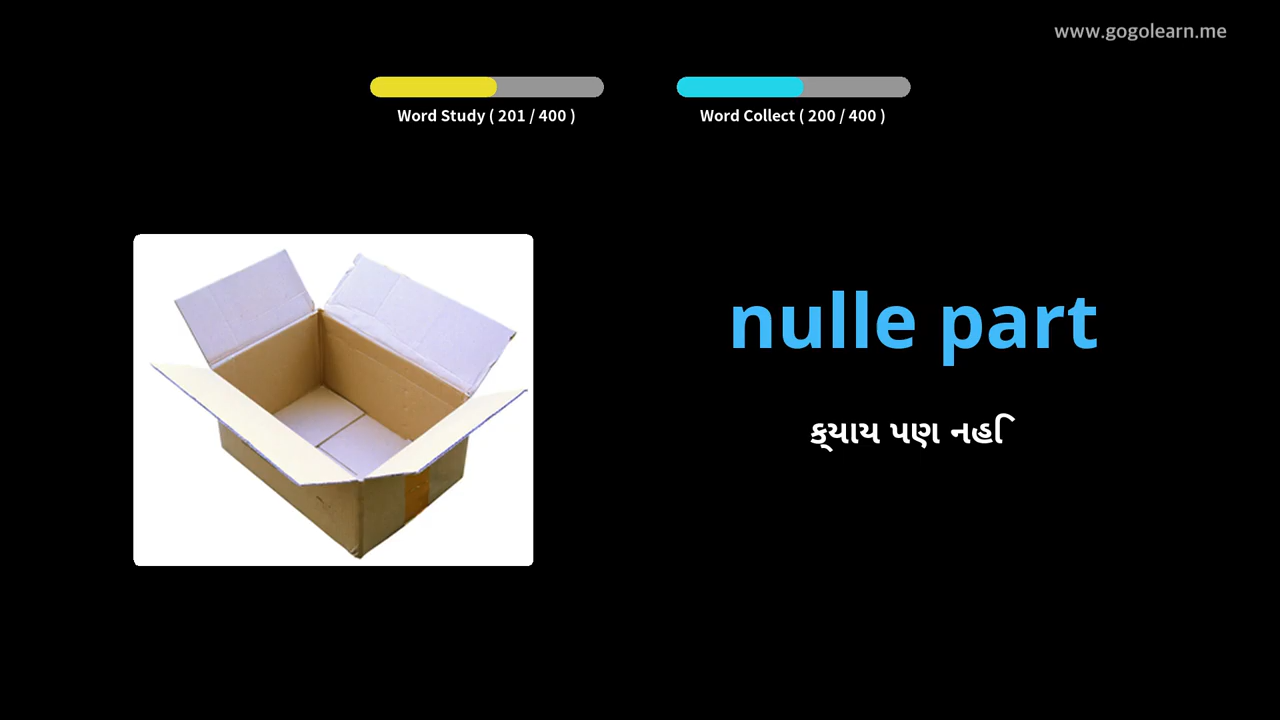 www.gogolearn.me
Word Study ( 201 / 400 )
Word Collect ( 200 / 400 )
nulle part
ક્યાય પણ નહિ